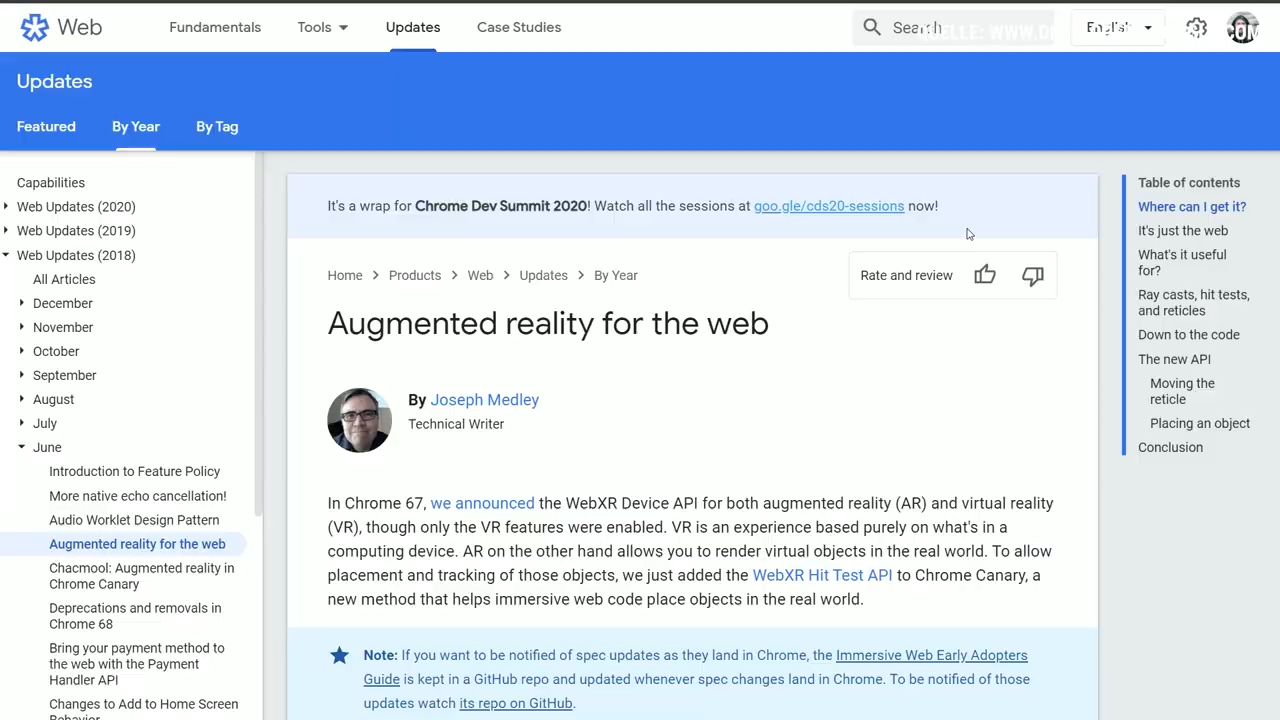 Web
Fundamentals
Tools
Updates
Case Studies
Search
English
Updates
Featured
By Year
By Tag
Capabilities
Web Updates (2020)
Web Updates (2019)
Web Updates (2018)
All Articles
December
November
October
September
August
July
June
Introduction to Feature Policy
More native echo cancellation!
Audio Worklet Design Pattern
Augmented reality for the web
Chacmool: Augmented reality in
Chrome Canary
Deprecations and removals in
Chrome 68
Bring your payment method to
the web with the Payment
Handler API
Changes to Add to Home Screen
Behavior
It's a wrap for Chrome Dev Summit 2020! Watch all the sessions at goo.gle/cds20-sessions now!
Home > Products > Web > Updates > By Year
Rate and review
Augmented reality for the web
By Joseph Medley
Technical Writer
In Chrome 67, we announced the WebXR Device API for both augmented reality (AR) and virtual reality
(VR), though only the VR features were enabled. VR is an experience based purely on what's in a
computing device. AR on the other hand allows you to render virtual objects in the real world. To allow
placement and tracking of those objects, we just added the WebXR Hit Test API to Chrome Canary, a
new method that helps immersive web code place objects in the real world.
Note: If you want to be notified of spec updates as they land in Chrome, the Immersive Web Early Adopters
Guide is kept in a GitHub repo and updated whenever spec changes land in Chrome. To be notified of those
updates watch its repo on GitHub.
Table of contents
Where can I get it?
It's just the web
What's it useful
for?
Ray casts, hit tests,
and reticles
Down to the code
The new API
Moving the
reticle
Placing an object
Conclusion